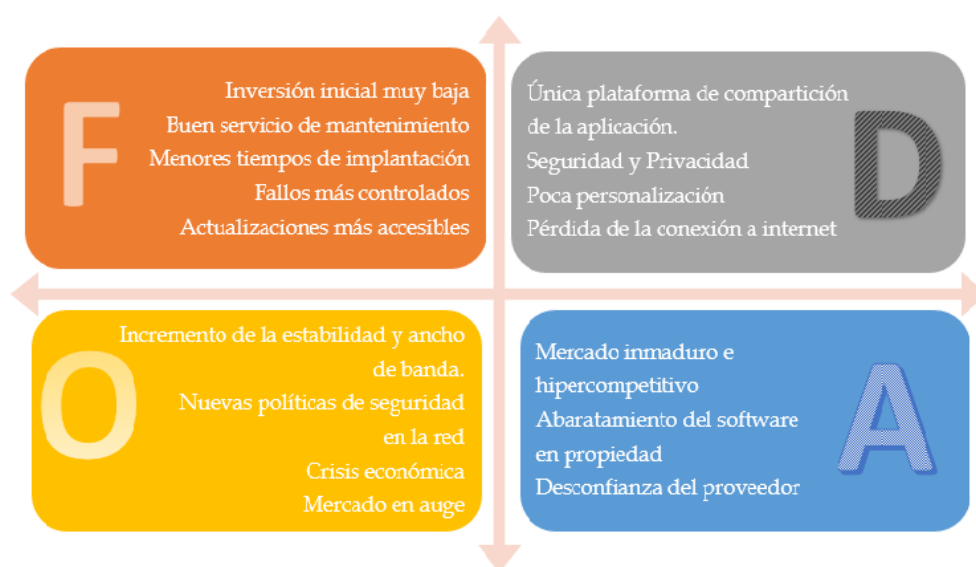 F
Inversión inicial muy baja
Buen servicio de mantenimiento
Menores tiempos de implantación
Fallos más controlados
Actualizaciones más accesibles
Única plataforma de compartición
de la aplicación.
Seguridad y Privacidad
Poca personalización
Pérdida de la conexión a internet
D
O
Incremento de la estabilidad y ancho
de banda.
Nuevas políticas de seguridad
en la red
Crisis económica
Mercado en auge
Mercado inmaduro e
hipercompetitivo
Abaratamiento del software
en propiedad
Desconfianza del proveedor
A